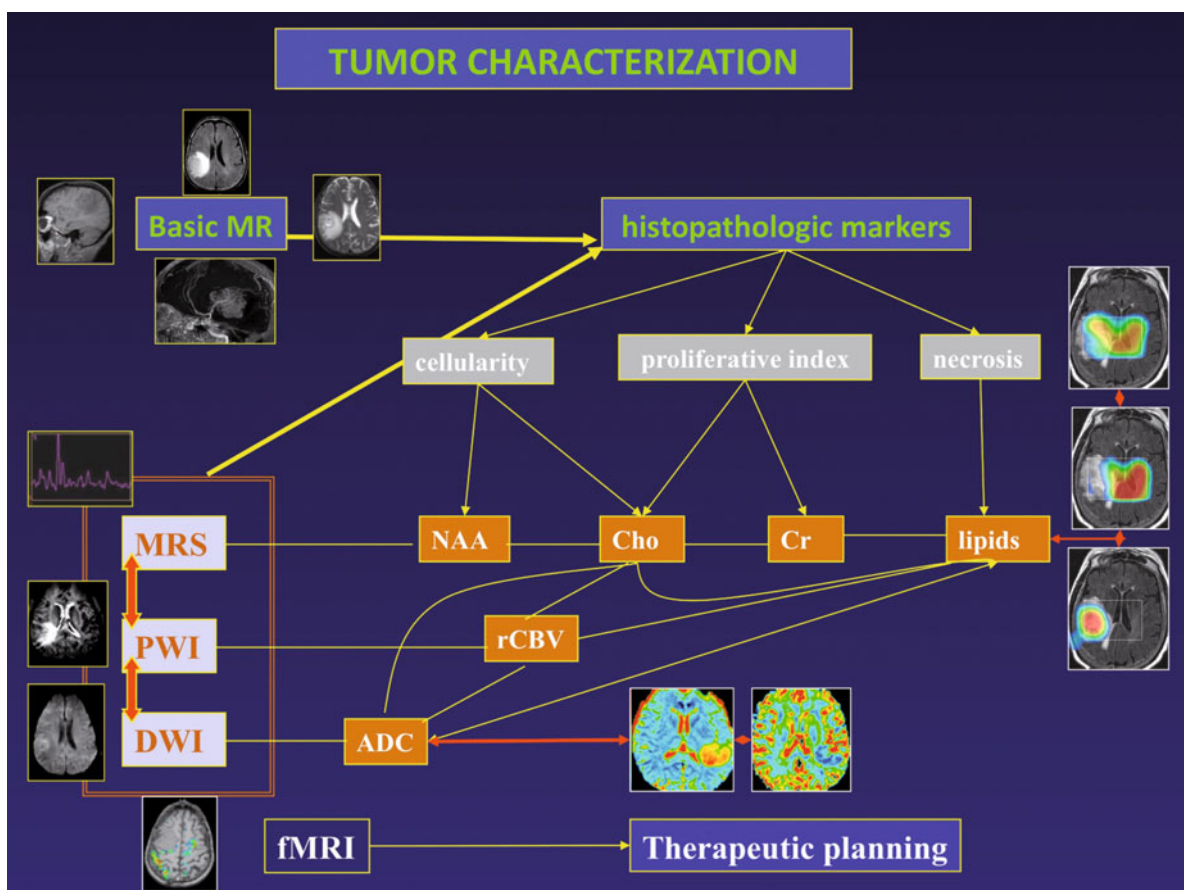 TUMOR CHARACTERIZATION
Basic MR
histopathologic markers
cellularity
proliferative index
necrosis
MRS
NAA
Cho
Cr
lipids
PWI
rCBV
DWI
ADC
fMRI
Therapeutic planning